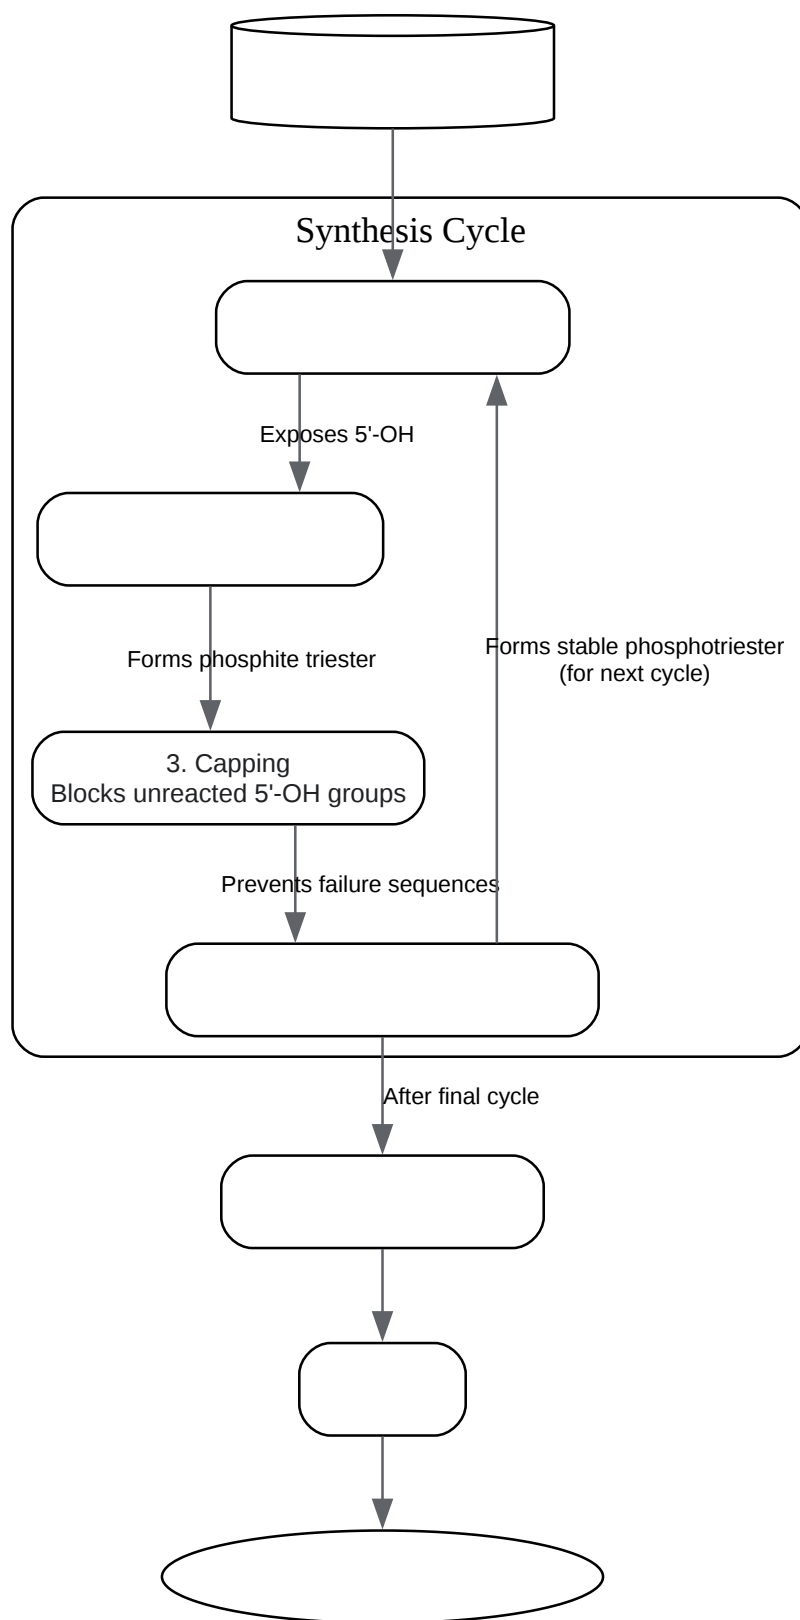 Synthesis Cycle
Exposes 5'-OH
Forms phosphite triester
Forms stable phosphotriester
(for next cycle)
3. Capping
Blocks unreacted 5'-OH groups
Prevents failure sequences
After final cycle